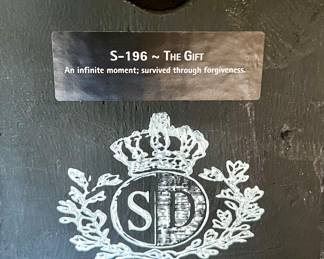 S-196 ~ The Gift
An infinite moment; survived through forgiveness.
SD